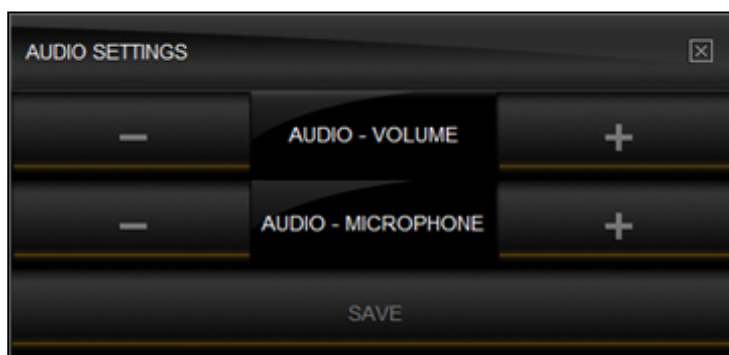 AUDIO SETTINGS
− AUDIO - VOLUME +
− AUDIO - MICROPHONE +
SAVE